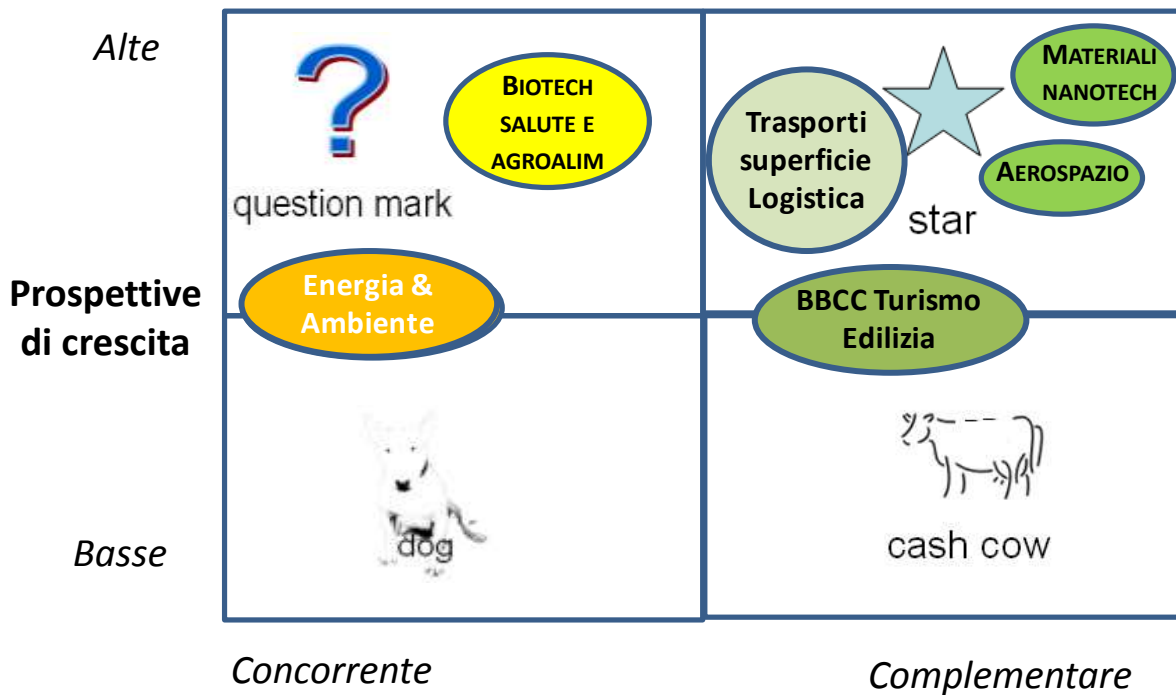 Alte
?
BIOTECH
SALUTE E
AGROALIM
question mark
Trasporti
superficie
Logistica
MATERIALI
NANOTECH
AEROSPAZIO
star
Prospettive
di crescita
Energia &
Ambiente
BBCC Turismo
Edilizia
Basse
dog
cash cow
Concorrente
Complementare